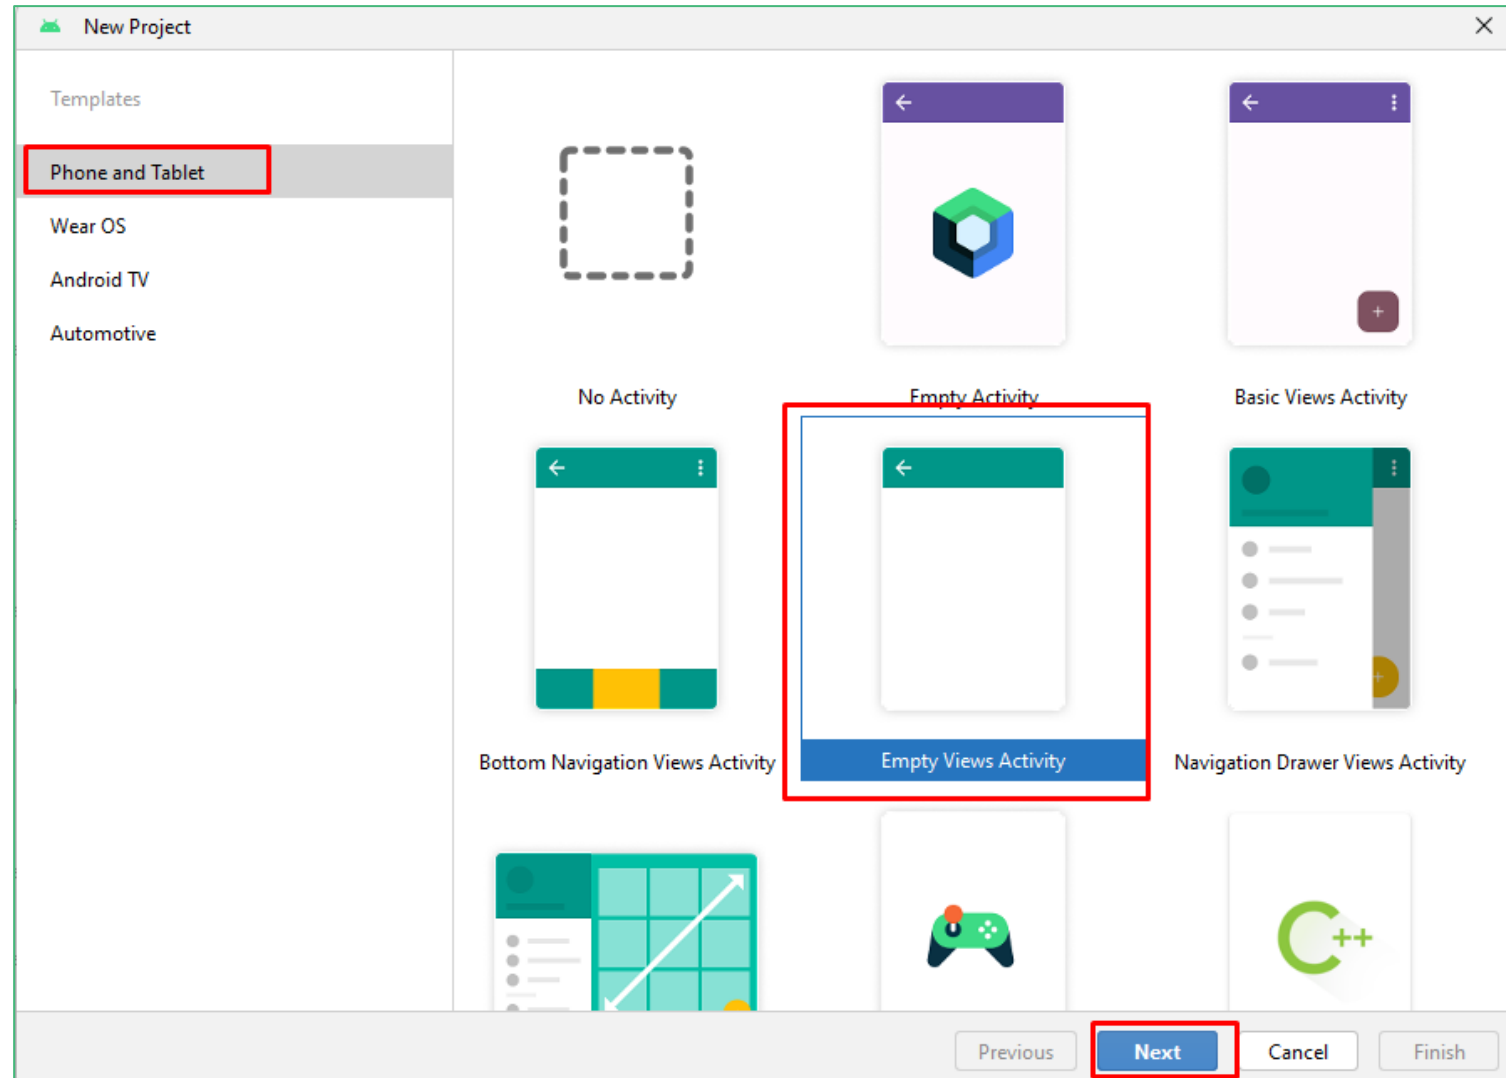 New Project
Templates
Phone and Tablet
Wear OS
Android TV
Automotive
No Activity
Empty Activity
Basic Views Activity
Bottom Navigation Views Activity
Empty Views Activity
Navigation Drawer Views Activity
C++
Previous
Next
Cancel
Finish